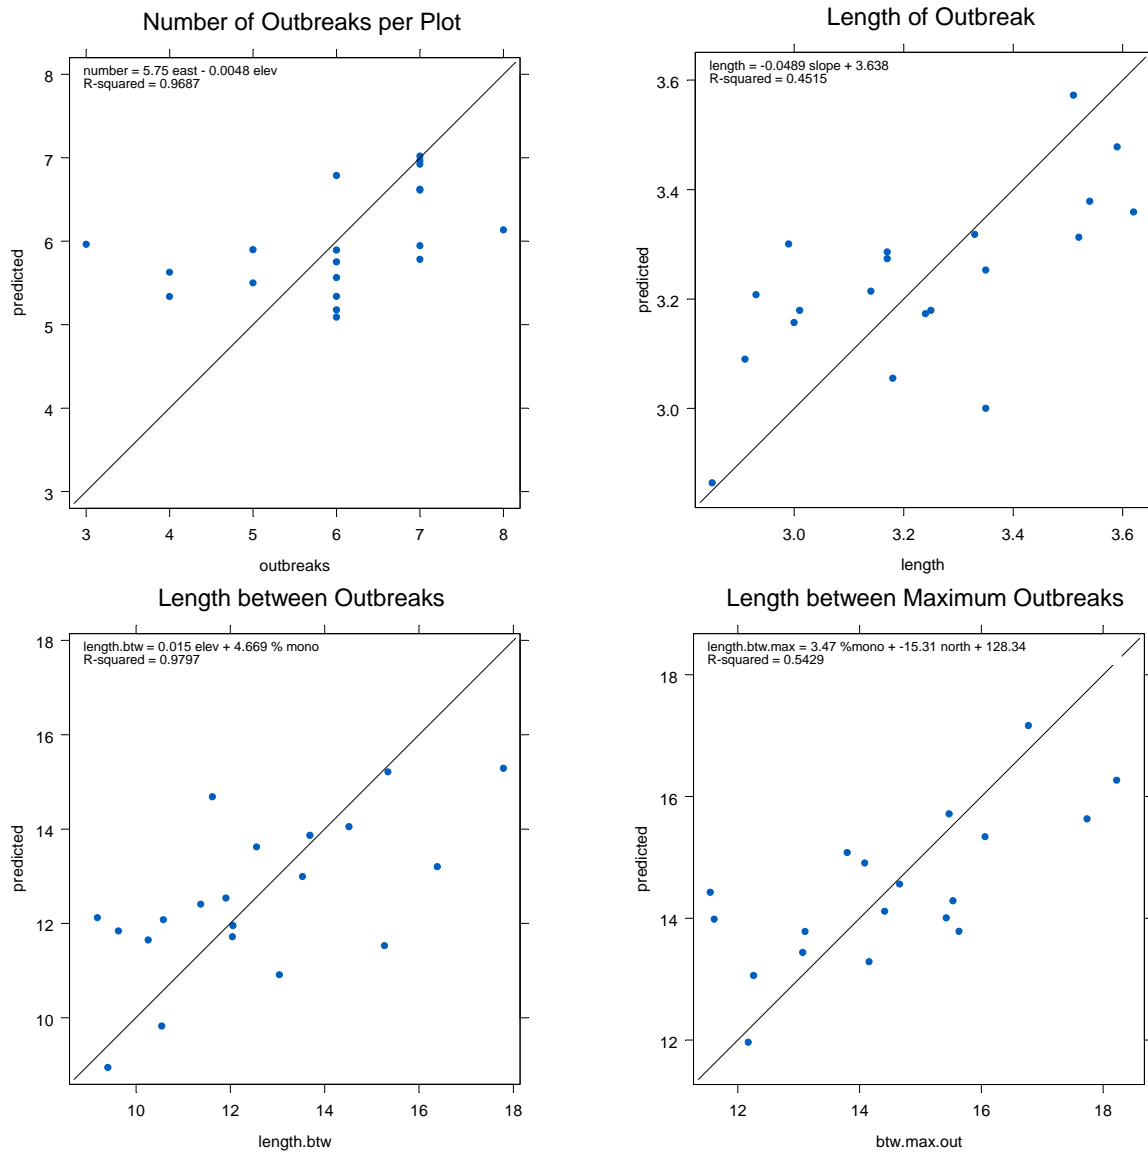 Number of Outbreaks per Plot
number = 5.75 east - 0.0048 elev
R-squared = 0.9687
8
7
6
5
4
3
predicted
3 4 5 6 7 8
outbreaks
Length of Outbreak
length = -0.0489 slope + 3.638
R-squared = 0.4515
3.6
3.4
3.2
3.0
predicted
3.0 3.2 3.4 3.6
length
Length between Outbreaks
length.btw = 0.015 elev + 4.669 % mono
R-squared = 0.9797
18
16
14
12
10
predicted
10 12 14 16 18
length.btw
Length between Maximum Outbreaks
length.btw.max = 3.47 %mono + -15.31 north + 128.34
R-squared = 0.5429
18
16
14
12
predicted
12 14 16 18
btw.max.out